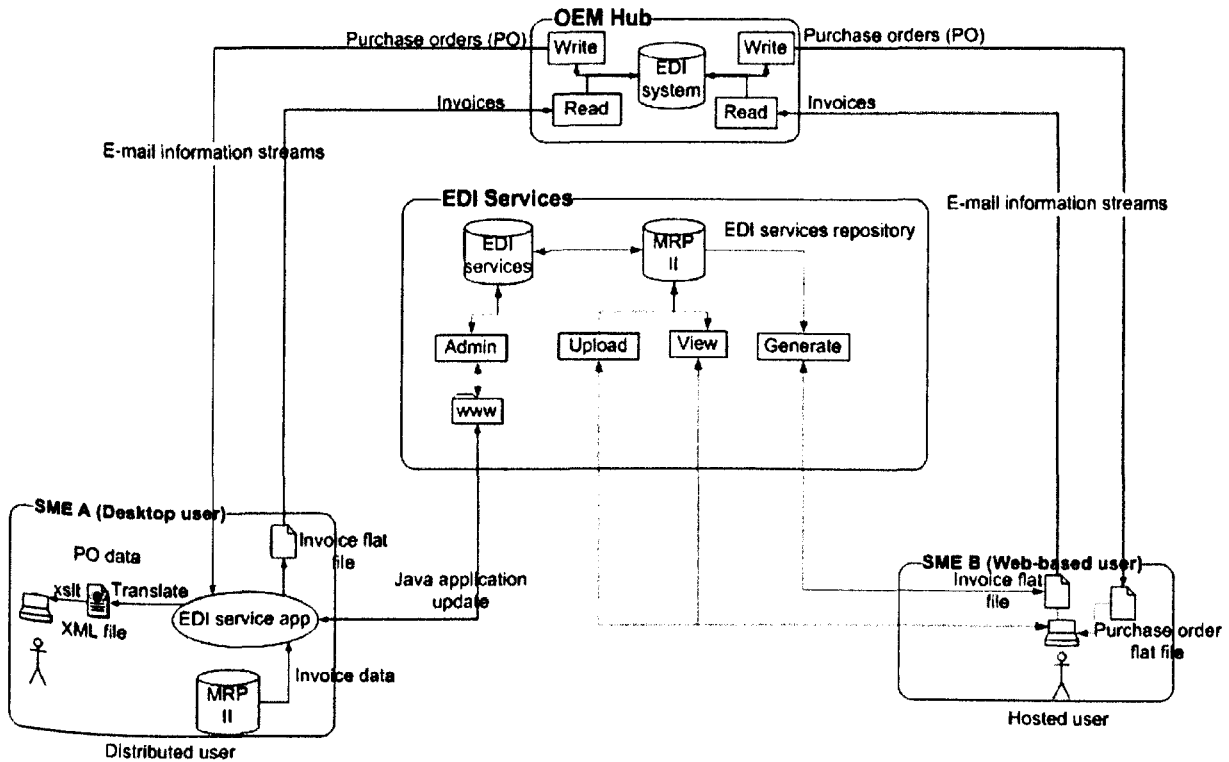 OEM Hub
Purchase orders (PO)
Write
Write
Purchase orders (PO)
EDI
system
Invoices
Read
Read
Invoices
E-mail information streams
E-mail information streams
EDI Services
EDI services repository
EDI
services
MRP
II
Admin
Upload
View
Generate
www
SME A (Desktop user)
PO data
Invoice flat
file
xslt
Translate
XML file
EDI service app
Java application
update
Invoice data
MRP
II
Distributed user
SME B (Web-based user)
Invoice flat
file
Purchase order
flat file
Hosted user